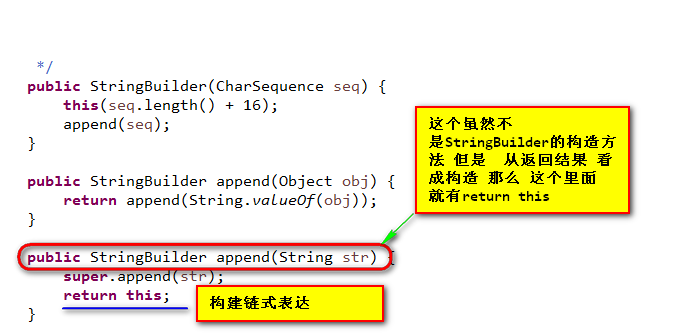 */
public StringBuilder(CharSequence seq) {
this(seq.length() + 16);
append(seq);
}
public StringBuilder append(Object obj) {
return append(String.valueOf(obj));
}
public StringBuilder append(String str) {
super.append(str);
return this;
}
这个虽然不
是StringBuilder的构造方
法 但是 从返回结果 看
成构造 那么 这个里面
就有return this
构建链式表达